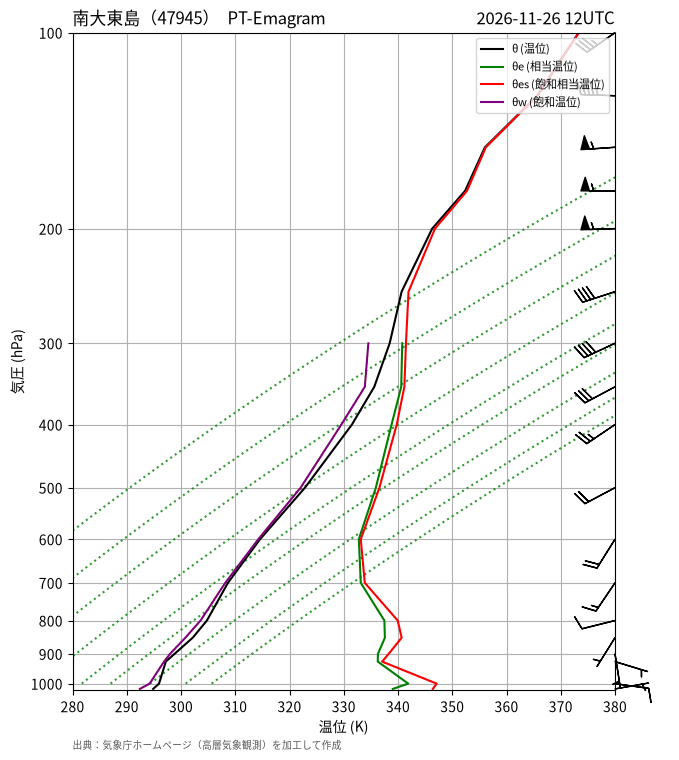 南大東島（47945） PT-Emagram
2026-11-26 12UTC
100
200
300
400
500
600
700
800
900
1000
気圧 (hPa)
θ (温位)
θe (相当温位)
θes (飽和相当温位)
θw (飽和温位)
280
290
300
310
320
330
340
350
360
370
380
温位 (K)
出典：気象庁ホームページ（高層気象観測）を加工して作成